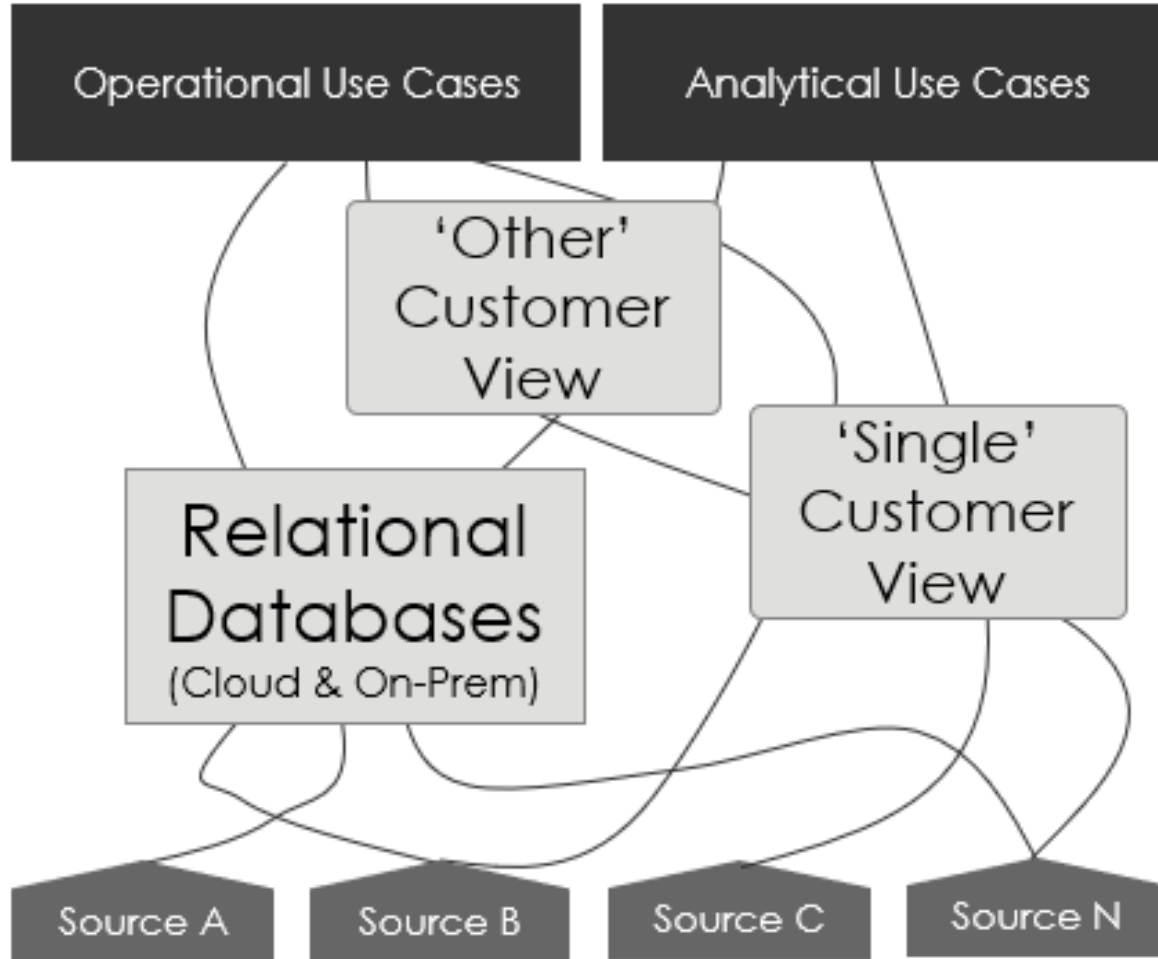 Operational Use Cases
Analytical Use Cases
‘Other’
Customer
View
‘Single’
Customer
View
Relational
Databases
(Cloud & On-Prem)
Source A
Source B
Source C
Source N